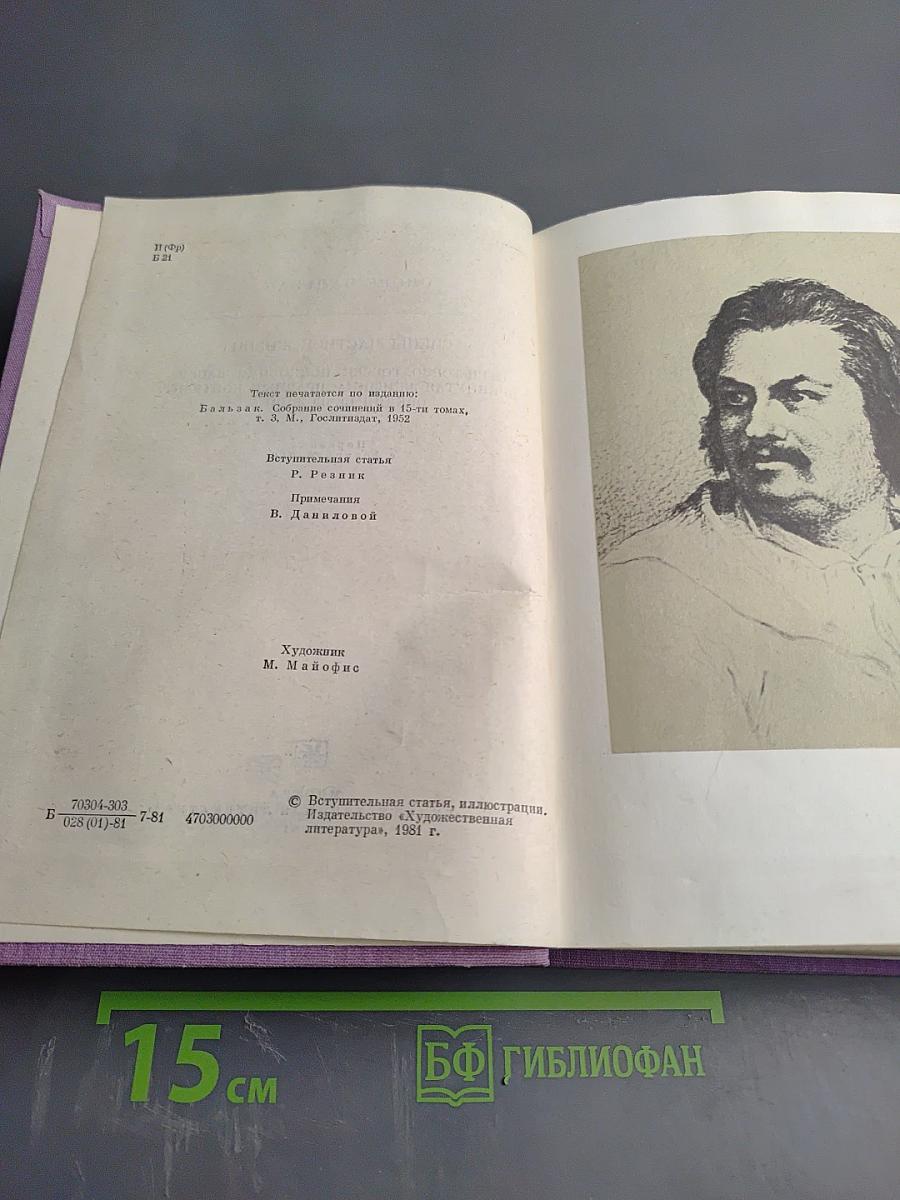 И (Фр)
Б 21
Текст печатается по изданию:
Бальзак. Собрание сочинений в 15-ти томах,
т. 3, М., Гослитиздат, 1952
Вступительная статья
Р. Резник
Примечания
В. Даниловой
Художник
М. Майофис
Б 70304-303
028 (01)-81 7-81 4703000000
© Вступительная статья, иллюстрации.
Издательство «Художественная
литература», 1981 г.
15 см
БФ ГИБЛИОФАН